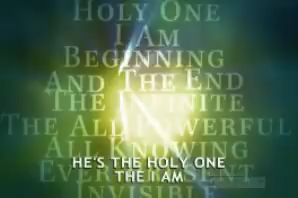 HOLY ONE
I AM
BEGINNING
AND THE END
THE INFINITE
THE ALL POWERFUL
ALL KNOWING
HE'S THE HOLY ONE
THE I AM
INVISIBLE